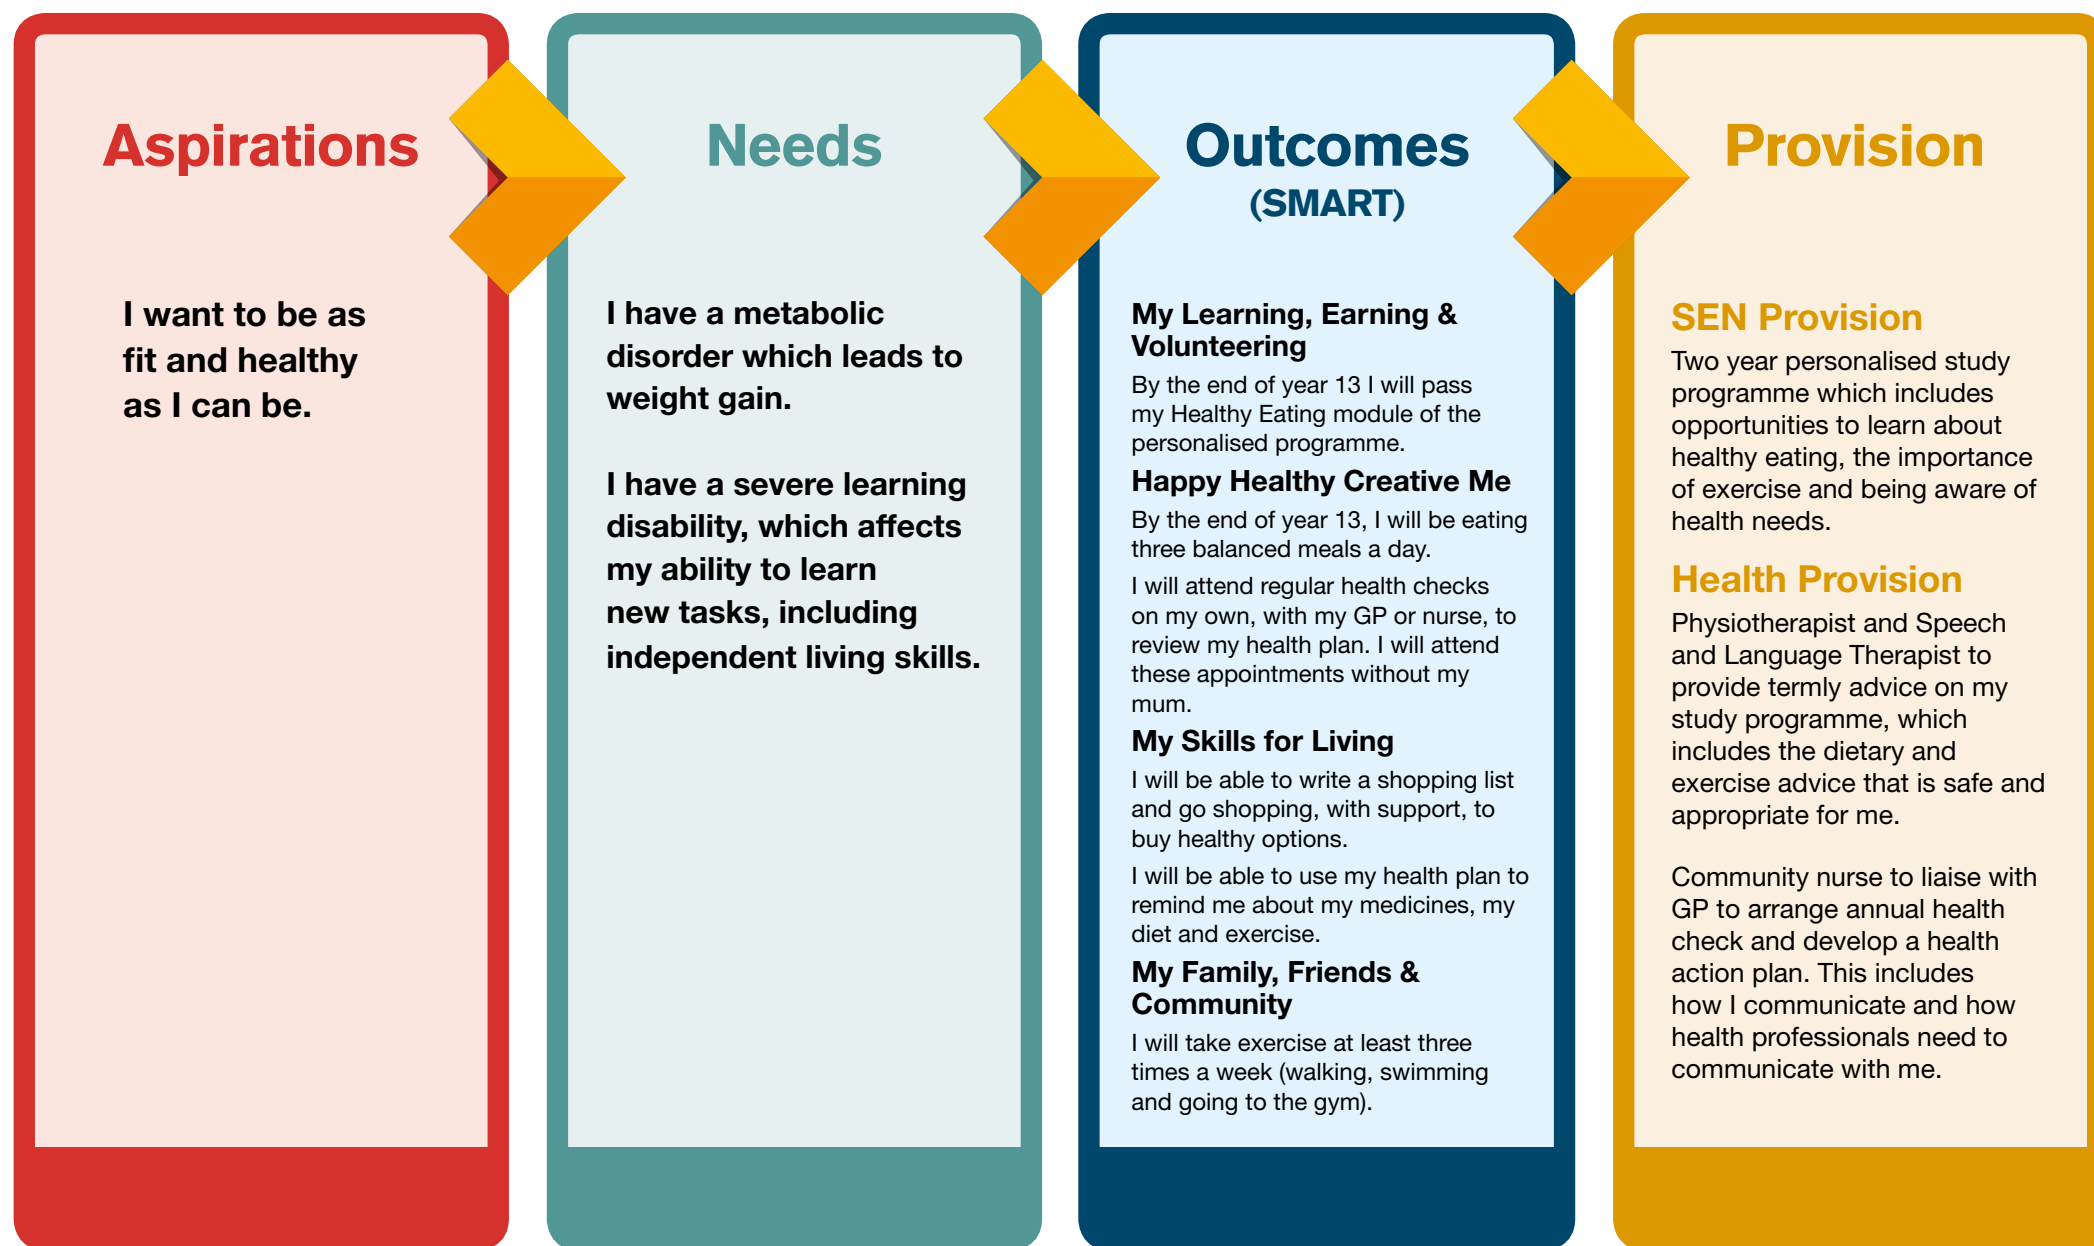 Aspirations
I want to be as
fit and healthy
as I can be.
Needs
I have a metabolic
disorder which leads to
weight gain.
I have a severe learning
disability, which affects
my ability to learn
new tasks, including
independent living skills.
Outcomes
(SMART)
My Learning, Earning &
Volunteering
By the end of year 13 I will pass
my Healthy Eating module of the
personalised programme.
Happy Healthy Creative Me
By the end of year 13, I will be eating
three balanced meals a day.
I will attend regular health checks
on my own, with my GP or nurse, to
review my health plan. I will attend
these appointments without my
mum.
My Skills for Living
I will be able to write a shopping list
and go shopping, with support, to
buy healthy options.
I will be able to use my health plan to
remind me about my medicines, my
diet and exercise.
My Family, Friends &
Community
I will take exercise at least three
times a week (walking, swimming
and going to the gym).
Provision
SEN Provision
Two year personalised study
programme which includes
opportunities to learn about
healthy eating, the importance
of exercise and being aware of
health needs.
Health Provision
Physiotherapist and Speech
and Language Therapist to
provide termly advice on my
study programme, which
includes the dietary and
exercise advice that is safe and
appropriate for me.
Community nurse to liaise with
GP to arrange annual health
check and develop a health
action plan. This includes
how I communicate and how
health professionals need to
communicate with me.